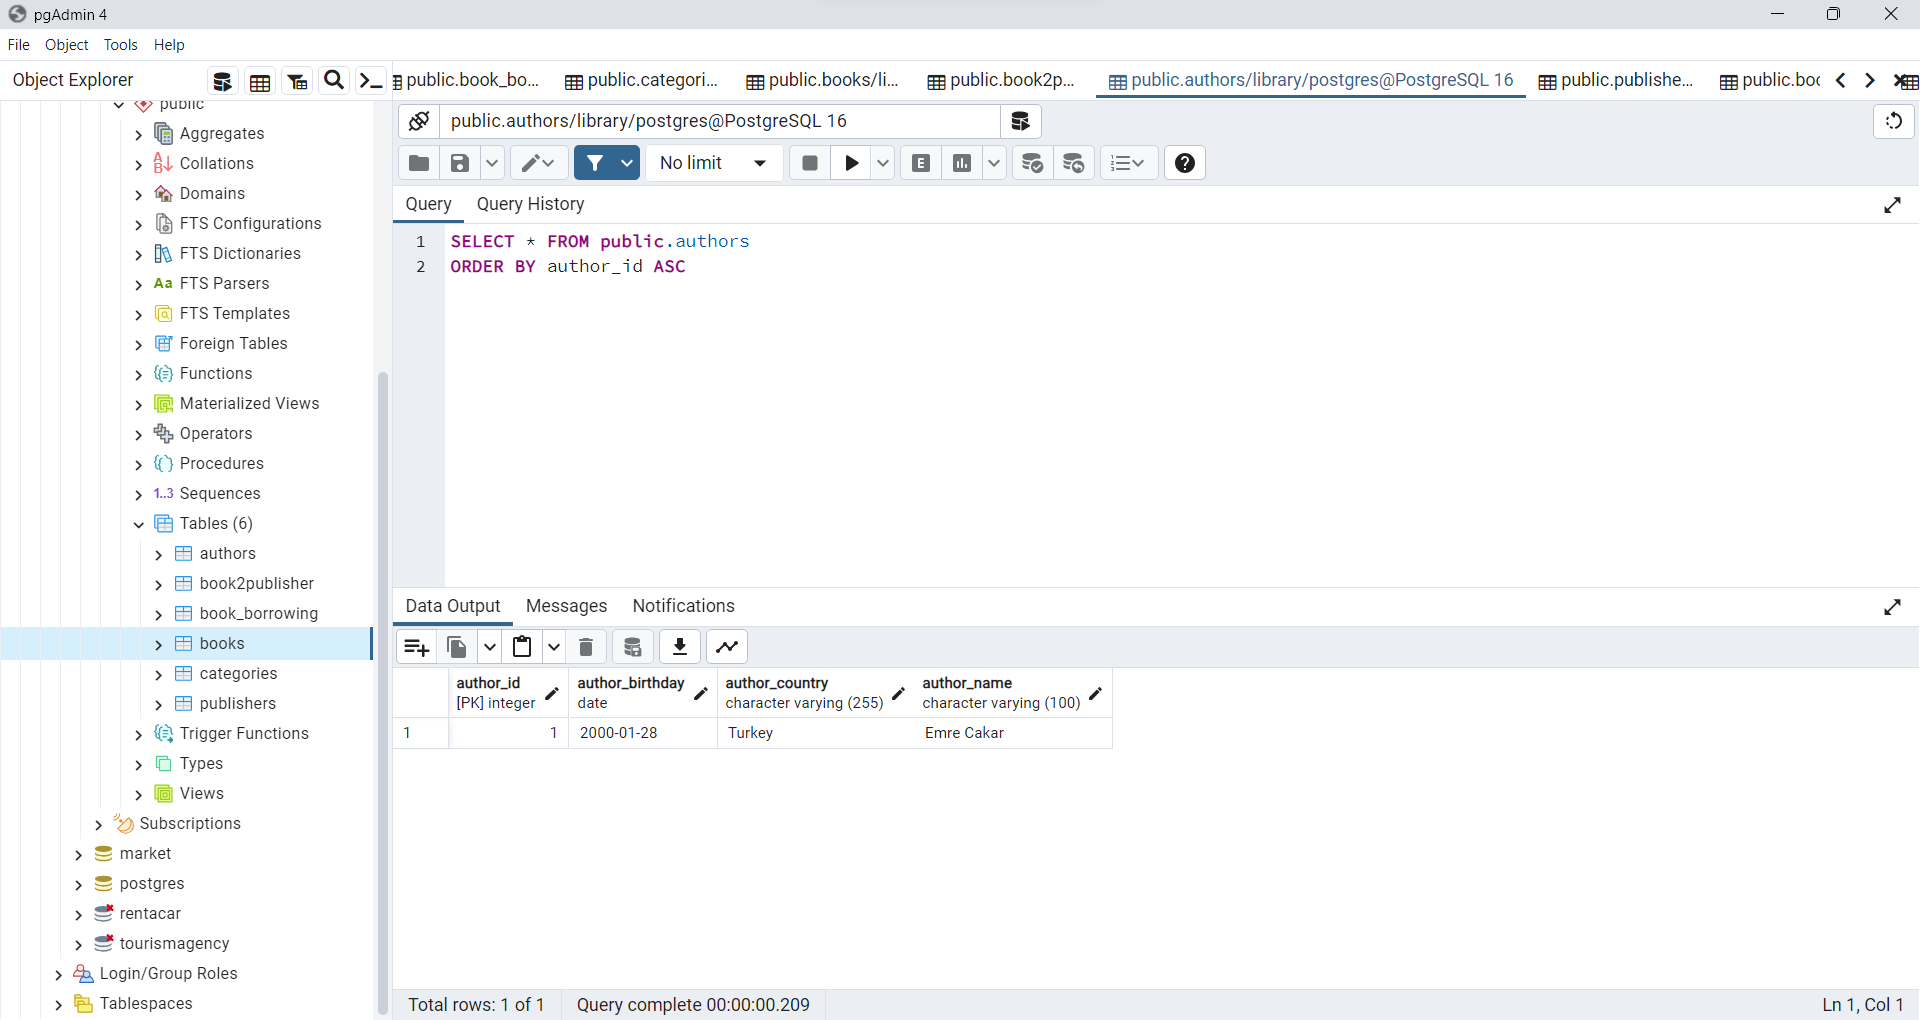 pgAdmin 4
File Object Tools Help
Object Explorer
public.book_bo... public.categori... public.books/li... public.book2p... public.authors/library/postgres@PostgreSQL 16 public.publishe... public.boo
public
Aggregates
Collations
Domains
FTS Configurations
FTS Dictionaries
Aa FTS Parsers
FTS Templates
Foreign Tables
Functions
Materialized Views
Operators
Procedures
1..3 Sequences
Tables (6)
authors
book2publisher
book_borrowing
books
categories
publishers
Trigger Functions
Types
Views
Subscriptions
market
postgres
rentacar
tourismagency
Login/Group Roles
Tablespaces
public.authors/library/postgres@PostgreSQL 16
No limit E
Query Query History
1 SELECT * FROM public.authors
2 ORDER BY author_id ASC
Data Output Messages Notifications
author_id author_birthday author_country author_name
[PK] integer date character varying (255) character varying (100)
1 1 2000-01-28 Turkey Emre Cakar
Total rows: 1 of 1 Query complete 00:00:00.209 Ln 1, Col 1